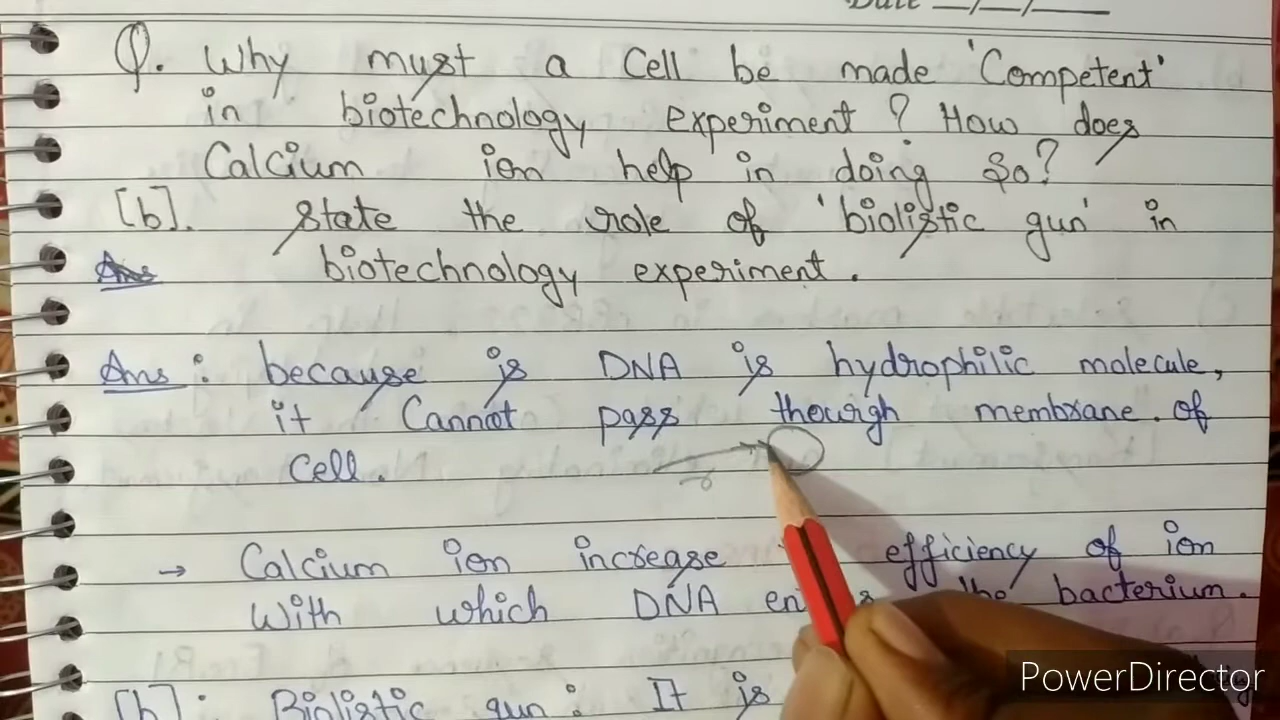 Date _/_/___
Q. Why must a Cell be made 'Competent'
in biotechnology experiment? How does
Calcium ion help in doing So?
[b]. State the role of 'biolistic gun' in
Ans biotechnology experiment.
Ans: because is DNA is hydrophilic molecule,
it Cannot pass thourgh membrane of
Cell.
→ Calcium ion increase efficiency of ion
With which DNA the bacterium.
[b]: Biolistic gun: It is
PowerDirector